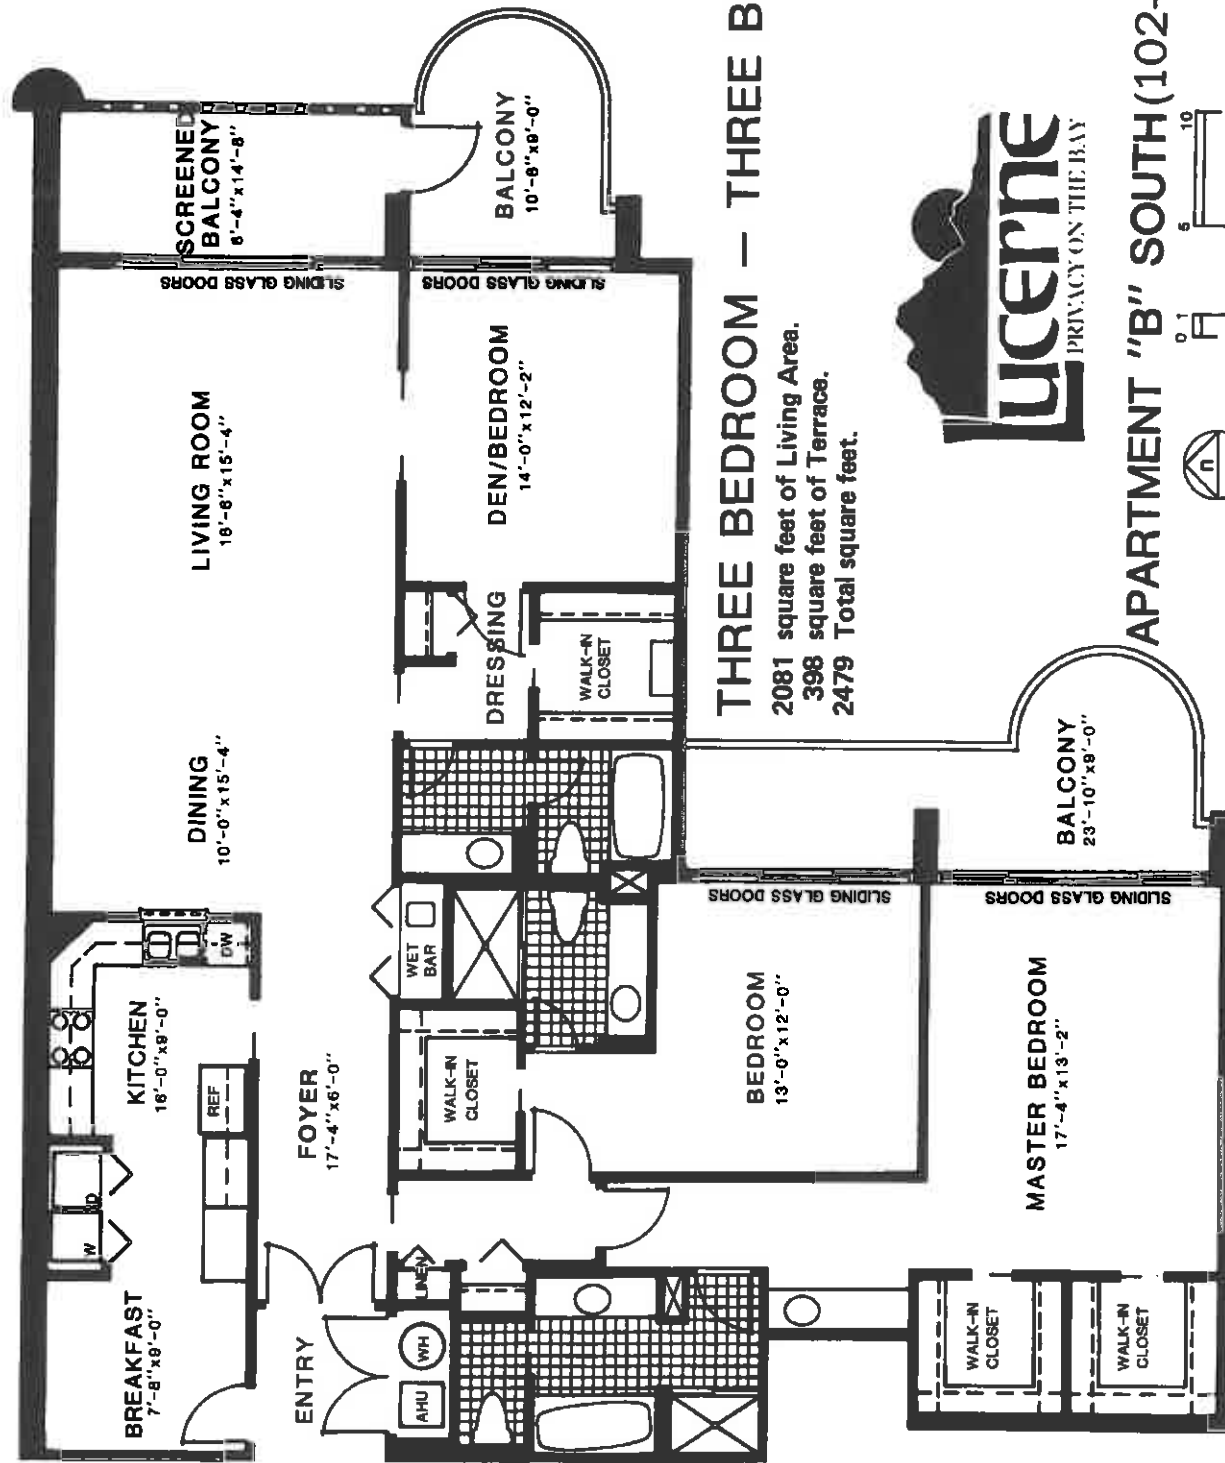 SCREENED
BALCONY
6'-4"x14'-8"
BALCONY
10'-8"x9'-0"
SLIDING GLASS DOORS
SLIDING GLASS DOORS
LIVING ROOM
18'-6"x15'-4"
DEN/BEDROOM
14'-0"x12'-2"
DINING
10'-0"x15'-4"
DRESSING
WALK-IN
CLOSET
KITCHEN
16'-0"x9'-0"
DW
REF
D
W
WET
BAR
FOYER
17'-4"x6'-0"
WALK-IN
CLOSET
BREAKFAST
7'-8"x9'-0"
ENTRY
LINEN
WH
AHU
BEDROOM
13'-0"x12'-0"
SLIDING GLASS DOORS
MASTER BEDROOM
17'-4"x13'-2"
SLIDING GLASS DOORS
BALCONY
23'-10"x9'-0"
WALK-IN
CLOSET
WALK-IN
CLOSET
THREE BEDROOM — THREE B
2081 square feet of Living Area.
398 square feet of Terrace.
2479 Total square feet.
LUCERNE
PRIVACY ON THE BAY
APARTMENT "B" SOUTH (102-
n
0 1 5 10